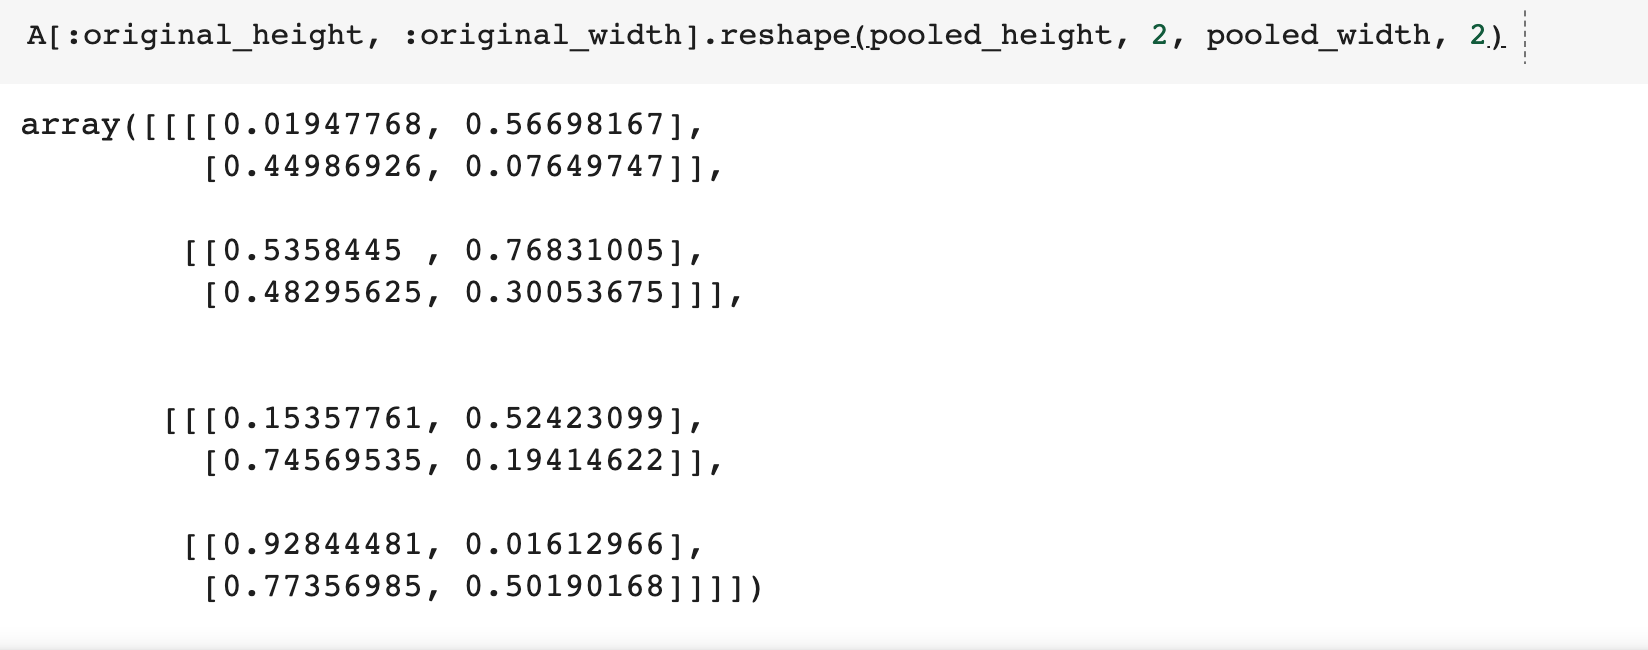 A[:original_height, :original_width].reshape(pooled_height, 2, pooled_width, 2)
array([[[[0.01947768, 0.56698167],
         [0.44986926, 0.07649747]],

        [[0.5358445 , 0.76831005],
         [0.48295625, 0.30053675]]],


       [[[0.15357761, 0.52423099],
         [0.74569535, 0.19414622]],

        [[0.92844481, 0.01612966],
         [0.77356985, 0.50190168]]]])